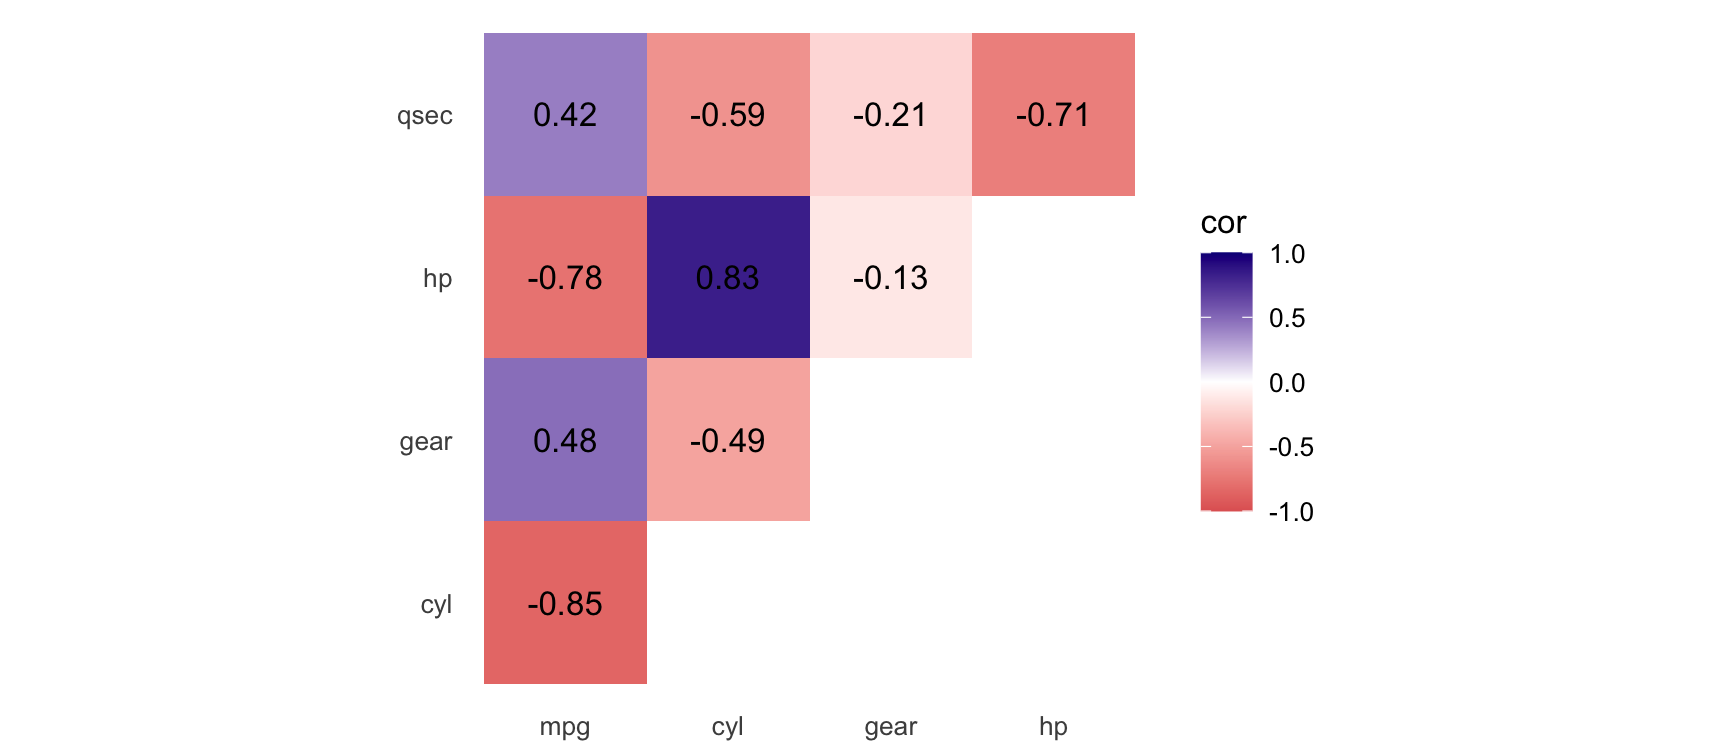 qsec 0.42 -0.59 -0.21 -0.71
hp -0.78 0.83 -0.13
gear 0.48 -0.49
cyl -0.85
mpg cyl gear hp
cor
1.0
0.5
0.0
-0.5
-1.0